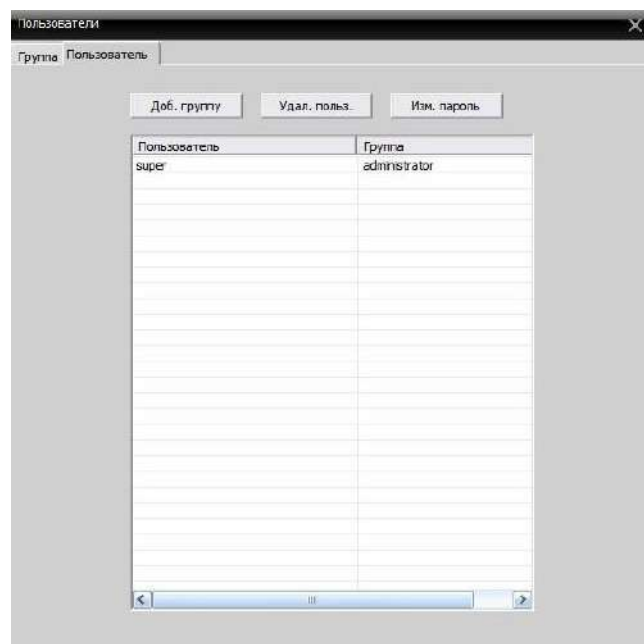 Пользователи
Группа Пользователь
Доб. группу Удал. польз.. Изм. пароль
Пользователь Группа
super administrator